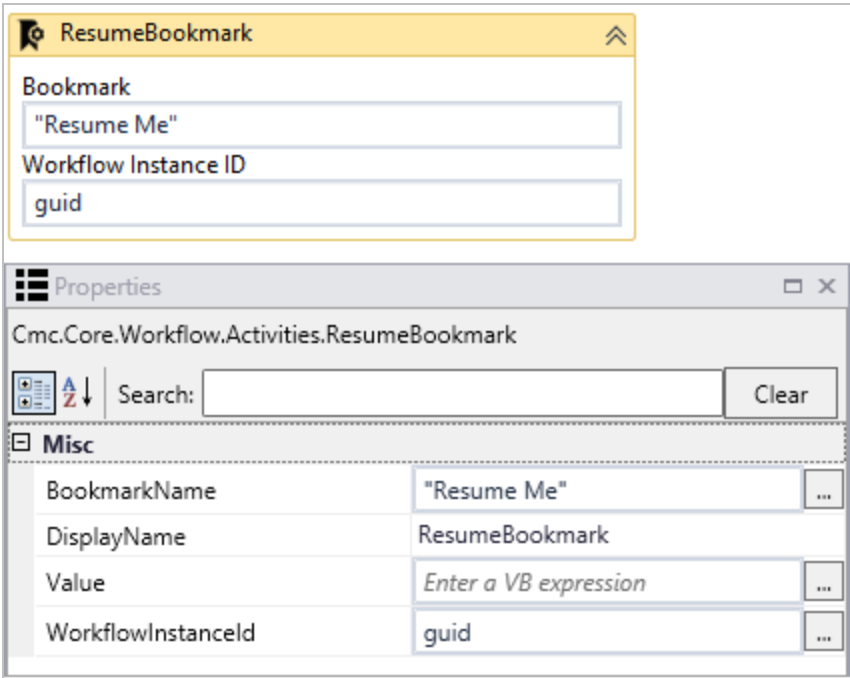 ResumeBookmark
Bookmark
"Resume Me"
Workflow Instance ID
guid
Properties
Cmc.Core.Workflow.Activities.ResumeBookmark
A Z Search: Clear
Misc
BookmarkName "Resume Me" ...
DisplayName ResumeBookmark
Value Enter a VB expression ...
WorkflowInstanceId guid ...